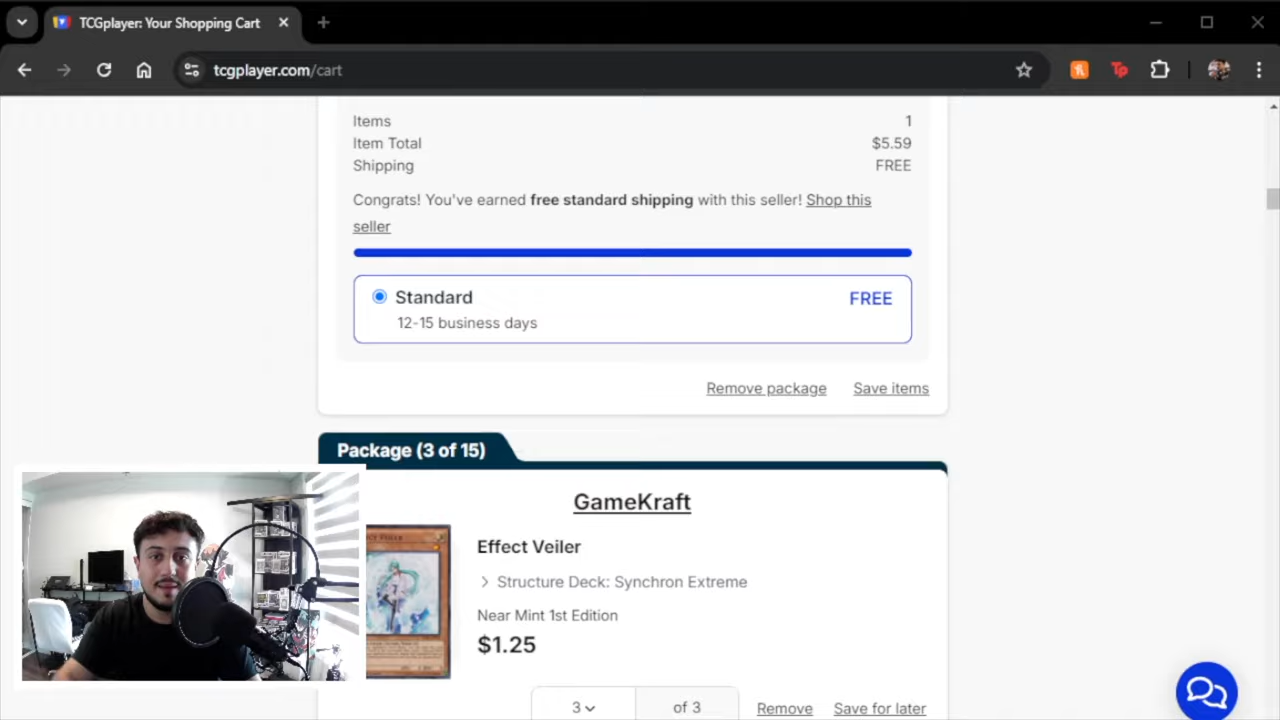 TCGplayer: Your Shopping Cart
tcgplayer.com/cart
Items 1
Item Total $5.59
Shipping FREE
Congrats! You've earned free standard shipping with this seller! Shop this
seller
Standard FREE
12-15 business days
Remove package Save items
Package (3 of 15)
GameKraft
Effect Veiler
Structure Deck: Synchron Extreme
Near Mint 1st Edition
$1.25
3 of 3 Remove Save for later